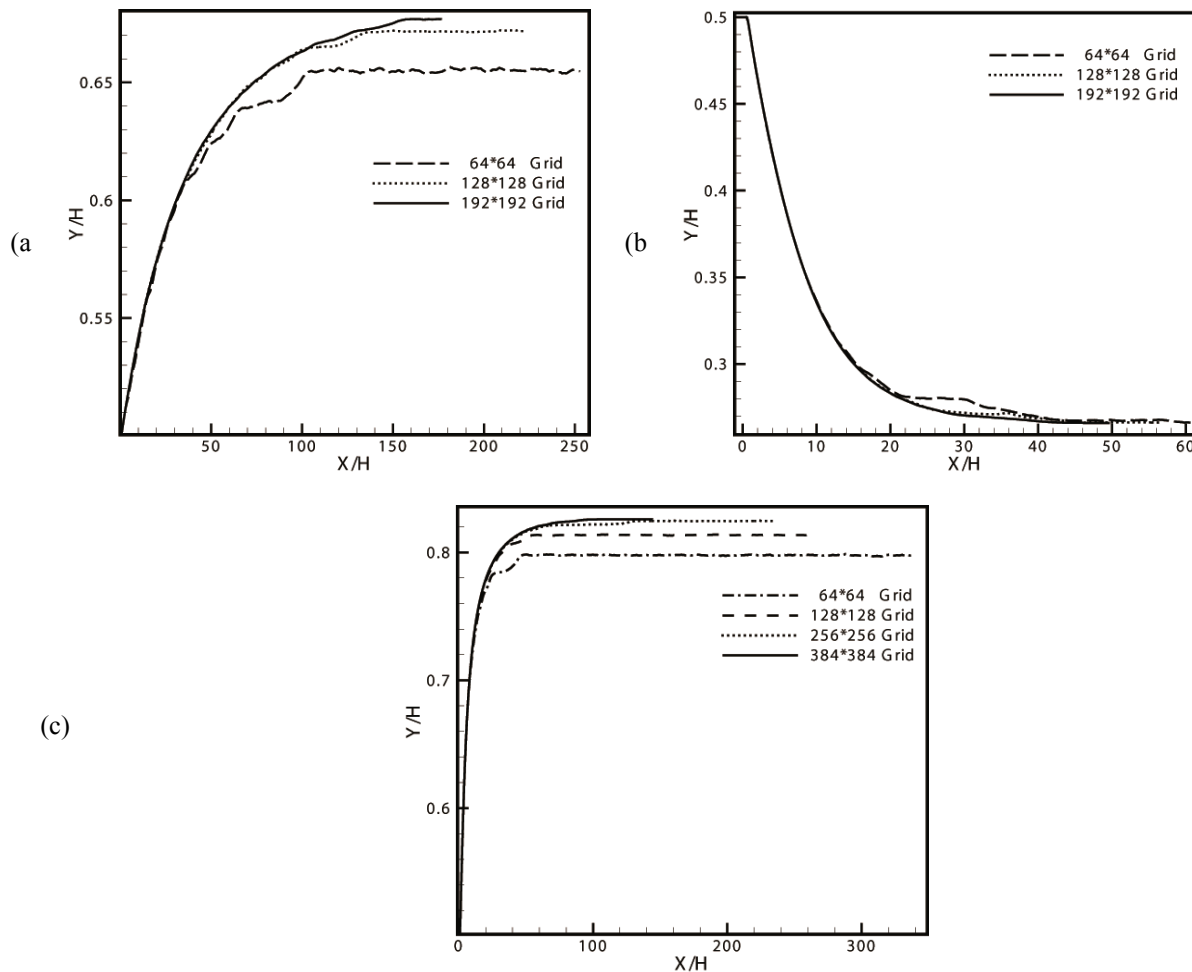 (a
Y/H
0.65
0.6
0.55
64*64 Grid
128*128 Grid
192*192 Grid
50 100 150 200 250
X/H
(b)
Y/H
0.5
0.45
0.4
0.35
0.3
64*64 Grid
128*128 Grid
192*192 Grid
0 10 20 30 40 50 60
X/H
(c)
Y/H
0.8
0.7
0.6
64*64 Grid
128*128 Grid
256*256 Grid
384*384 Grid
0 100 200 300
X/H